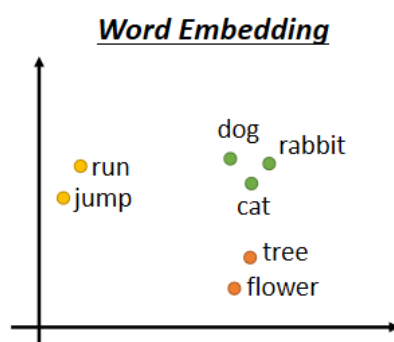 Word Embedding
dog
rabbit
run
jump
cat
tree
flower